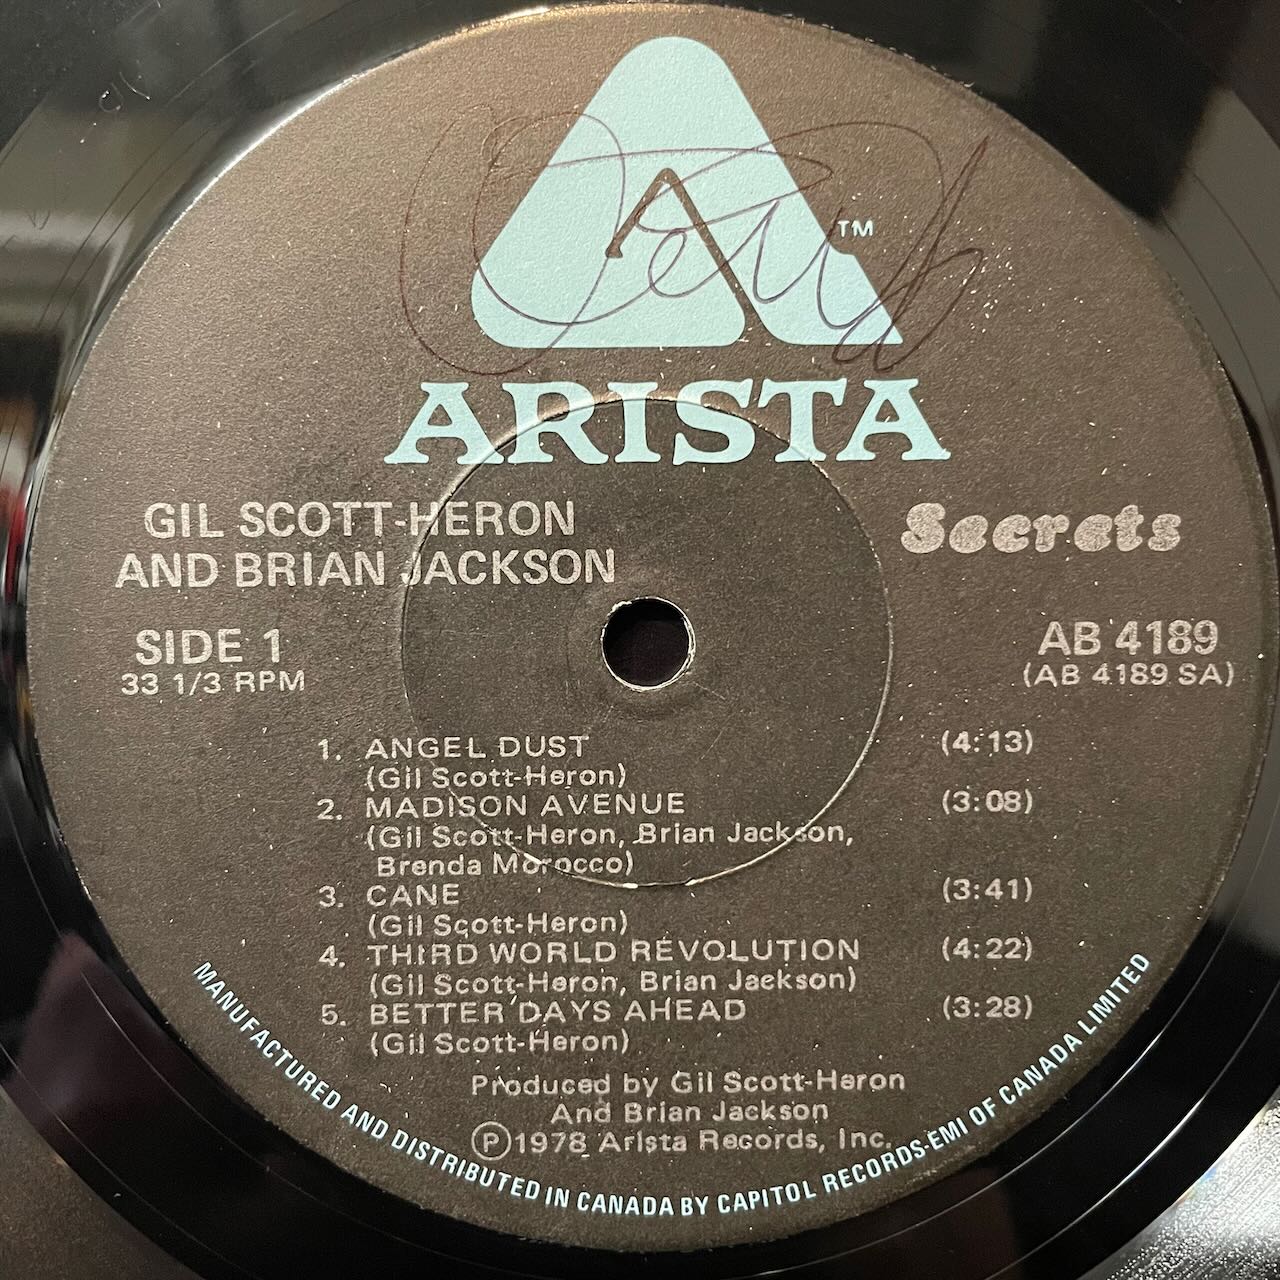 TM
ARISTA
GIL SCOTT-HERON
AND BRIAN JACKSON
Secrets
SIDE 1
33 1/3 RPM
AB 4189
(AB 4189 SA)
1. ANGEL DUST (4:13)
(Gil Scott-Heron)
2. MADISON AVENUE (3:08)
(Gil Scott-Heron, Brian Jackson,
Brenda Morocco)
3. CANE (3:41)
(Gil Scott-Heron)
4. THIRD WORLD REVOLUTION (4:22)
(Gil Scott-Heron, Brian Jackson)
5. BETTER DAYS AHEAD (3:28)
(Gil Scott-Heron)
Produced by Gil Scott-Heron
And Brian Jackson
Ⓟ1978 Arista Records, Inc.
MANUFACTURED AND DISTRIBUTED IN CANADA BY CAPITOL RECORDS-EMI OF CANADA LIMITED